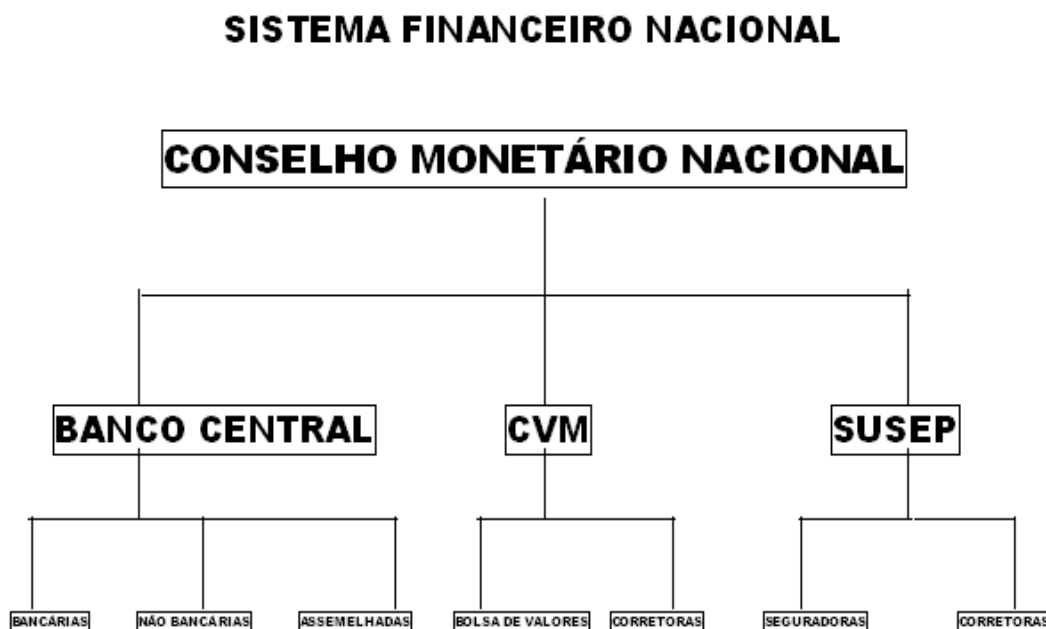 SISTEMA FINANCEIRO NACIONAL
CONSELHO MONETÁRIO NACIONAL
BANCO CENTRAL
CVM
SUSEP
BANCÁRIAS
NÃO BANCÁRIAS
ASSEMELHADAS
BOLSA DE VALORES
CORRETORAS
SEGURADORAS
CORRETORAS